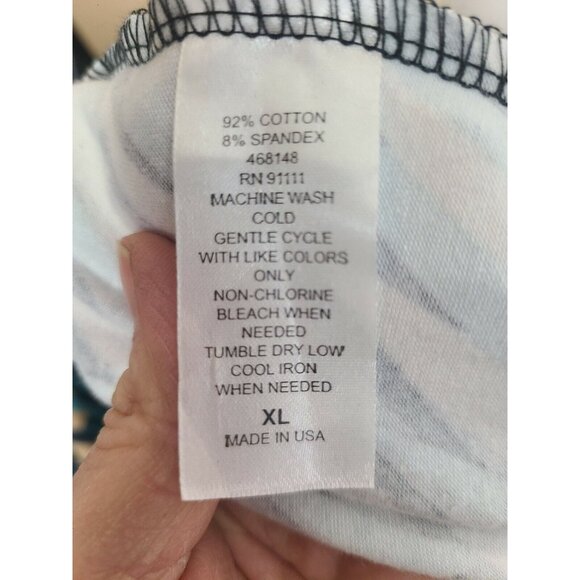 92% COTTON
8% SPANDEX
468148
RN 91111
MACHINE WASH
COLD
GENTLE CYCLE
WITH LIKE COLORS
ONLY
NON-CHLORINE
BLEACH WHEN
NEEDED
TUMBLE DRY LOW
COOL IRON
WHEN NEEDED
XL
MADE IN USA